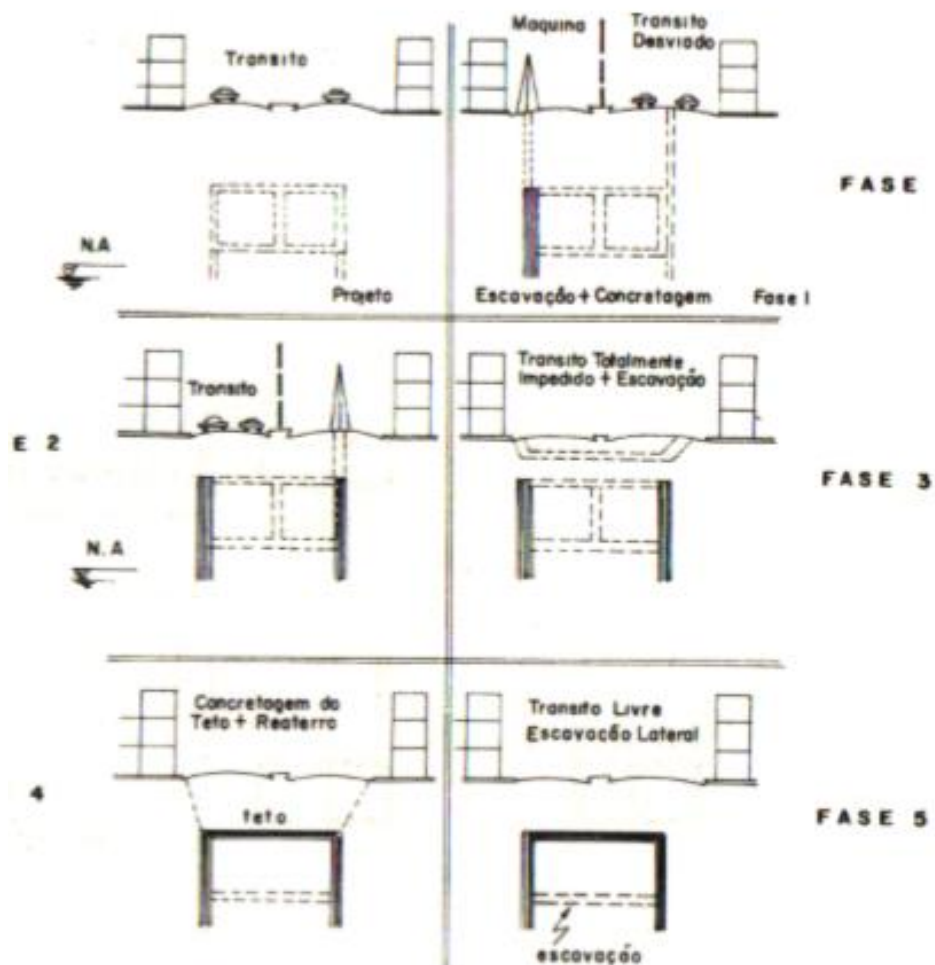 Transito
Maquina
Transito
Desviado
FASE
N.A
Projeto
Escavação + Concretagem
Fase I
E 2
Transito
N.A
Transito Totalmente
Impedido + Escavação
FASE 3
4
Concretagem do
Teto + Reaterro
teto
Transito Livre
Escavação Lateral
escavação
FASE 5